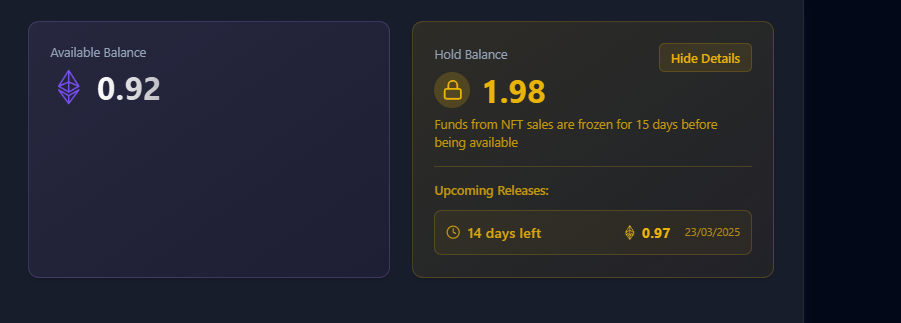 Available Balance
0.92
Hold Balance
Hide Details
1.98
Funds from NFT sales are frozen for 15 days before
being available
Upcoming Releases:
14 days left 0.97 23/03/2025